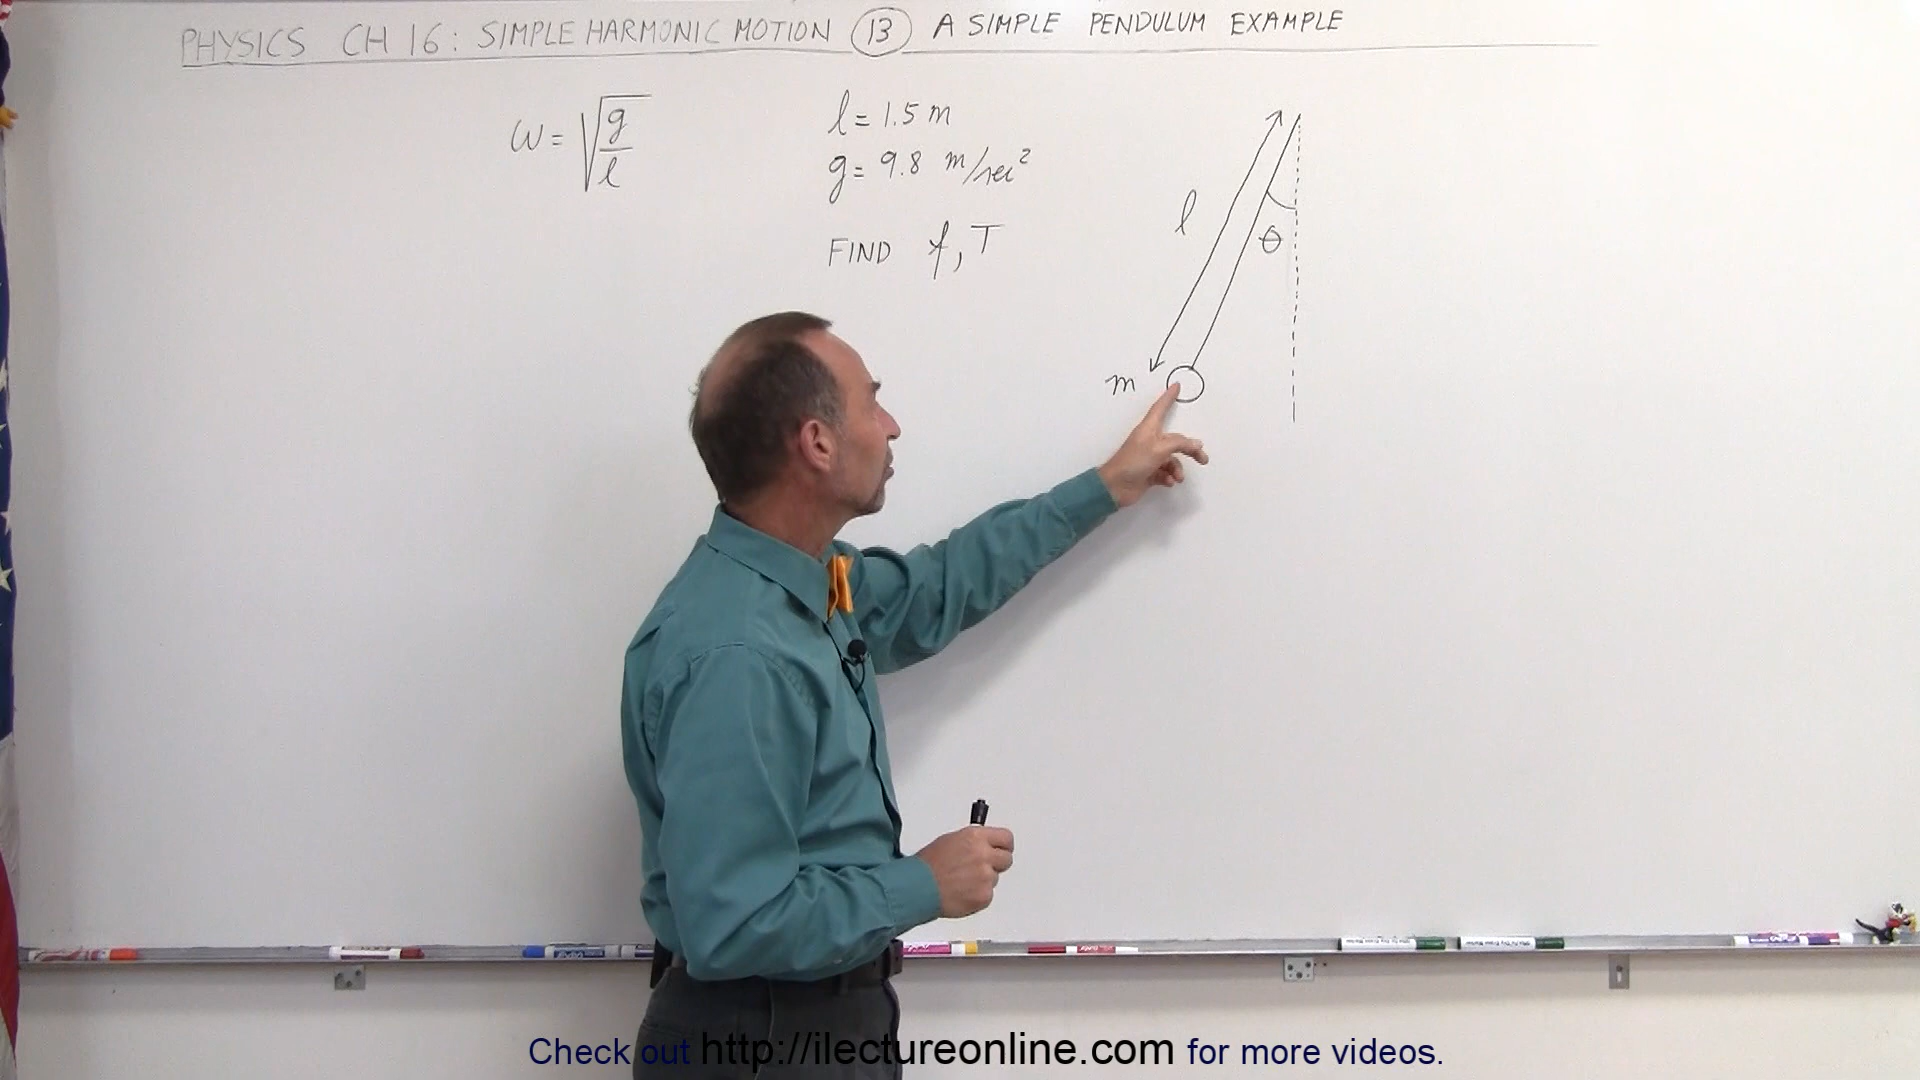 PHYSICS CH 16: SIMPLE HARMONIC MOTION 13 A SIMPLE PENDULUM EXAMPLE
ω = √g/l
l = 1.5 m
g = 9.8 m/sec²
FIND f, T
l
θ
m
Check out http://ilectureonline.com for more videos.